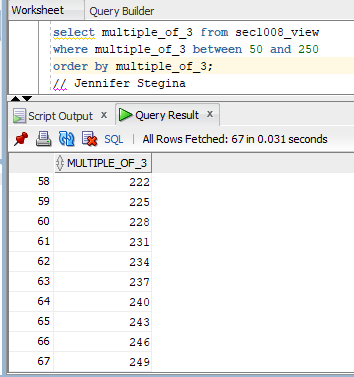 Worksheet Query Builder
select multiple_of_3 from sec1008_view
where multiple_of_3 between 50 and 250
order by multiple_of_3;
// Jennifer Stegina
Script Output x Query Result x
SQL | All Rows Fetched: 67 in 0.031 seconds
MULTIPLE_OF_3
58 222
59 225
60 228
61 231
62 234
63 237
64 240
65 243
66 246
67 249